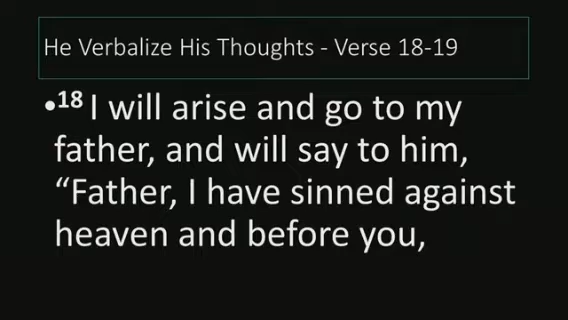 He Verbalize His Thoughts - Verse 18-19
•18 I will arise and go to my
father, and will say to him,
“Father, I have sinned against
heaven and before you,